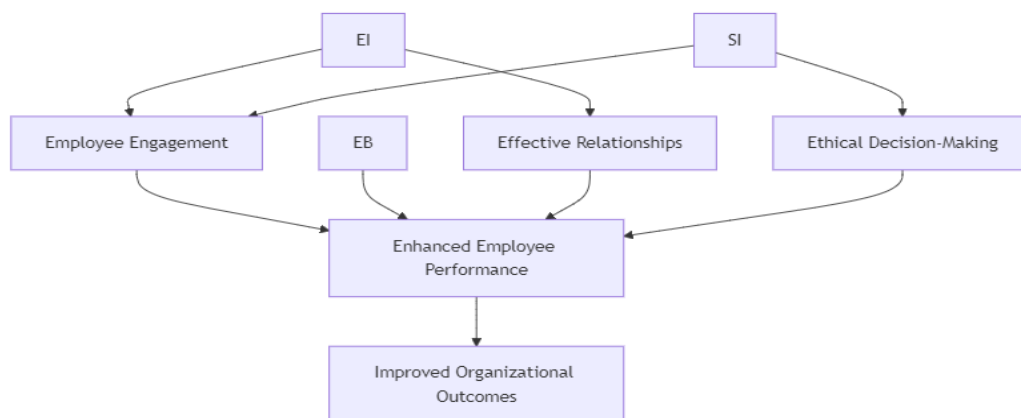 EI
SI
Employee Engagement
EB
Effective Relationships
Ethical Decision-Making
Enhanced Employee
Performance
Improved Organizational
Outcomes